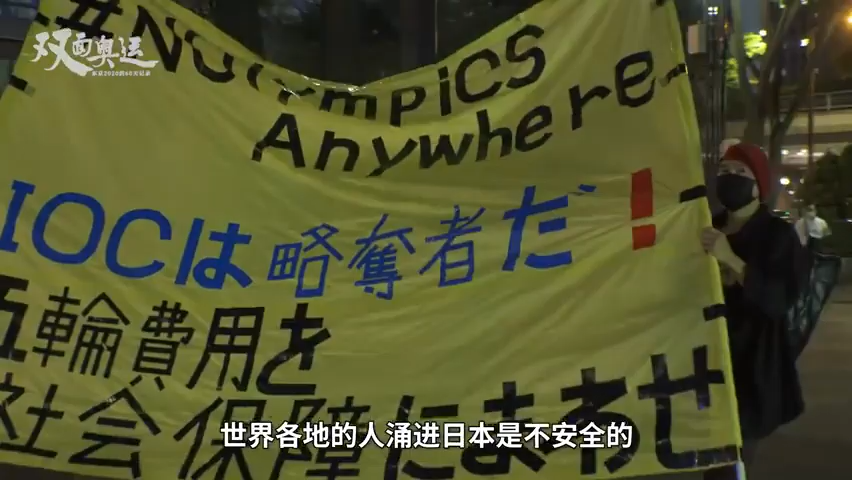 双面奥运
#NOlympics
Anywhere
IOCは略奪者だ!
五輪費用を
社会保障にまわせ
世界各地的人涌进日本是不安全的